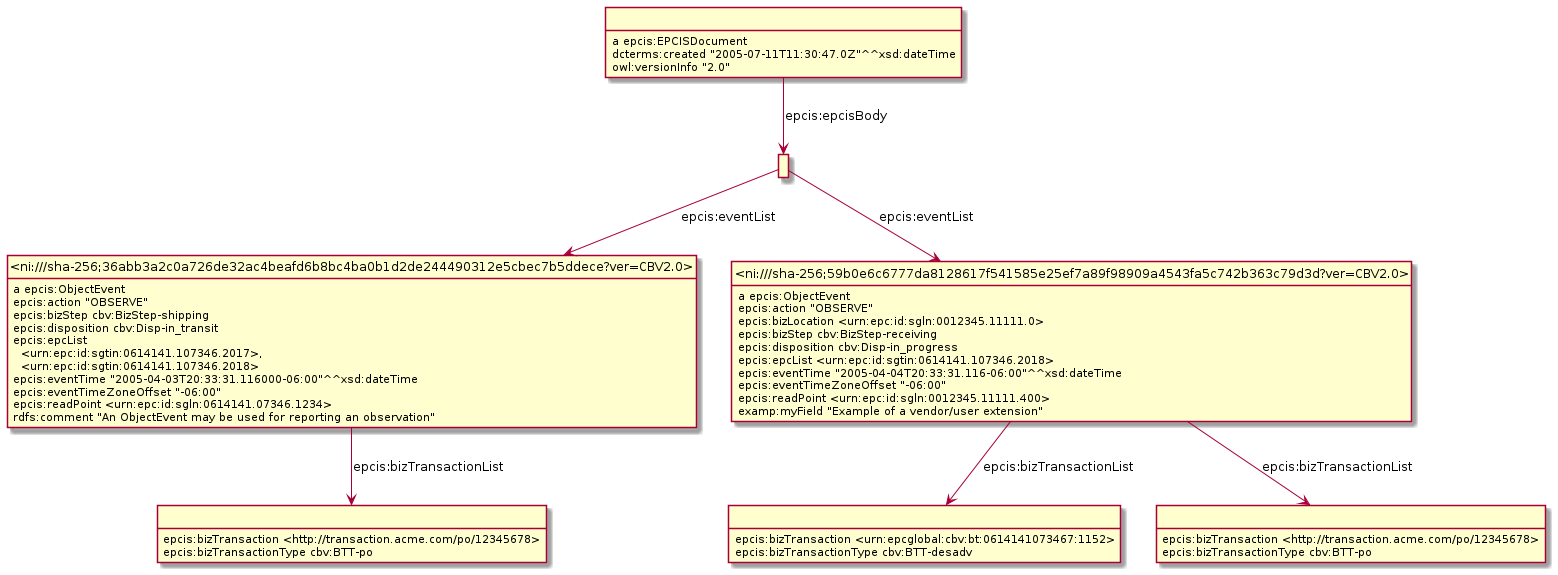 a epcis:EPCISDocument
dcterms:created "2005-07-11T11:30:47.0Z"^^xsd:dateTime
owl:versionInfo "2.0"
epcis:epcisBody
epcis:eventList
epcis:eventList
<ni:///sha-256;36abb3a2c0a726de32ac4beafd6b8bc4ba0b1d2de244490312e5cbec7b5ddece?ver=CBV2.0>
a epcis:ObjectEvent
epcis:action "OBSERVE"
epcis:bizStep cbv:BizStep-shipping
epcis:disposition cbv:Disp-in_transit
epcis:epcList
<urn:epc:id:sgtin:0614141.107346.2017>,
<urn:epc:id:sgtin:0614141.107346.2018>
epcis:eventTime "2005-04-03T20:33:31.116000-06:00"^^xsd:dateTime
epcis:eventTimeZoneOffset "-06:00"
epcis:readPoint <urn:epc:id:sgln:0614141.07346.1234>
rdfs:comment "An ObjectEvent may be used for reporting an observation"
<ni:///sha-256;59b0e6c6777da8128617f541585e25ef7a89f98909a4543fa5c742b363c79d3d?ver=CBV2.0>
a epcis:ObjectEvent
epcis:action "OBSERVE"
epcis:bizLocation <urn:epc:id:sgln:0012345.11111.0>
epcis:bizStep cbv:BizStep-receiving
epcis:disposition cbv:Disp-in_progress
epcis:epcList <urn:epc:id:sgtin:0614141.107346.2018>
epcis:eventTime "2005-04-04T20:33:31.116-06:00"^^xsd:dateTime
epcis:eventTimeZoneOffset "-06:00"
epcis:readPoint <urn:epc:id:sgln:0012345.11111.400>
examp:myField "Example of a vendor/user extension"
epcis:bizTransactionList
epcis:bizTransactionList
epcis:bizTransactionList
epcis:bizTransaction <http://transaction.acme.com/po/12345678>
epcis:bizTransactionType cbv:BTT-po
epcis:bizTransaction <urn:epcglobal:cbv:bt:0614141073467:1152>
epcis:bizTransactionType cbv:BTT-desadv
epcis:bizTransaction <http://transaction.acme.com/po/12345678>
epcis:bizTransactionType cbv:BTT-po